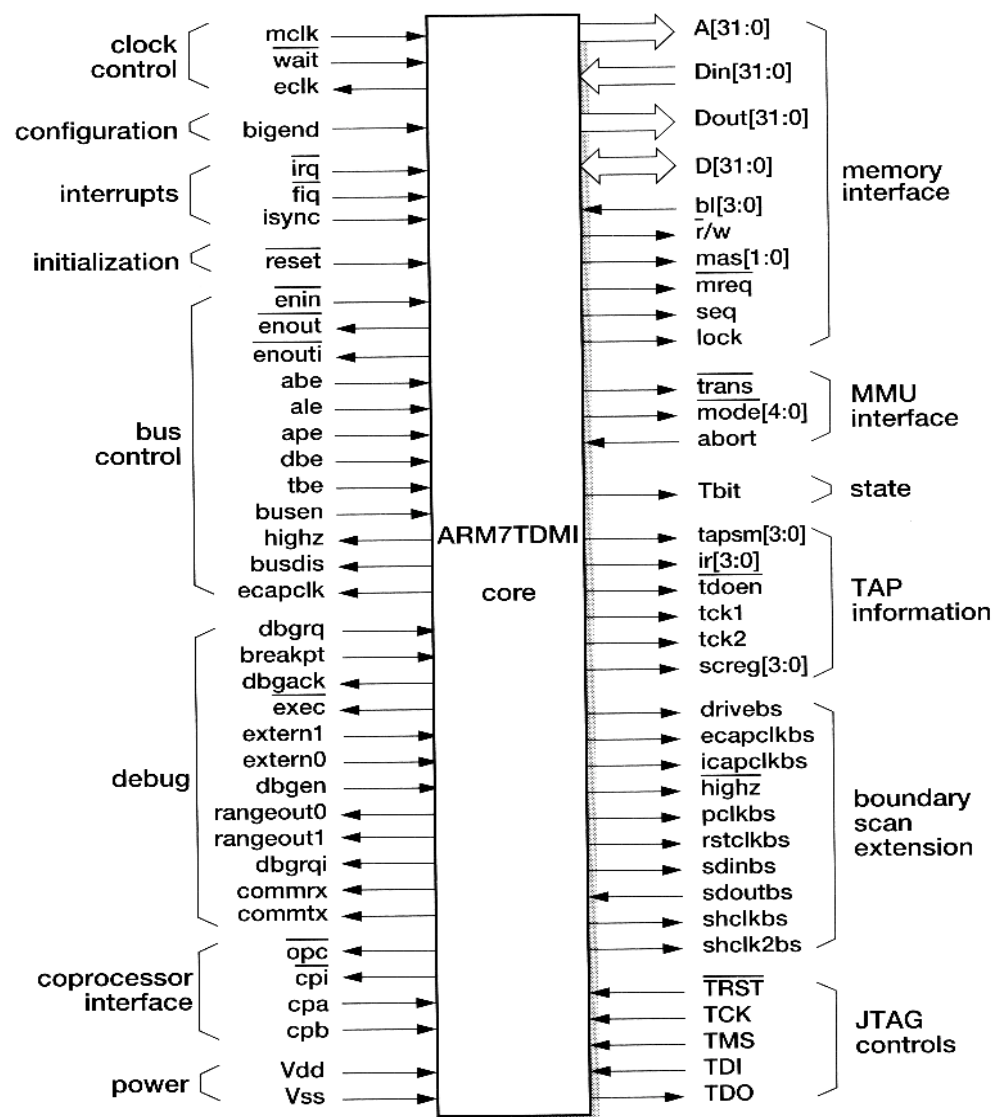 clock
control
mclk
wait
eclk
configuration
bigend
interrupts
irq
fiq
isync
initialization
reset
bus
control
enin
enout
enouti
abe
ale
ape
dbe
tbe
busen
highz
busdis
ecapclk
debug
dbgrq
breakpt
dbgack
exec
extern1
extern0
dbgen
rangeout0
rangeout1
dbgrqi
commrx
commtx
coprocessor
interface
opc
cpi
cpa
cpb
power
Vdd
Vss
ARM7TDMI
core
A[31:0]
Din[31:0]
Dout[31:0]
D[31:0]
bl[3:0]
r/w
mas[1:0]
mreq
seq
lock
memory
interface
trans
mode[4:0]
abort
MMU
interface
Tbit
state
tapsm[3:0]
ir[3:0]
tdoen
tck1
tck2
screg[3:0]
TAP
information
drivebs
ecapclkbs
icapclkbs
highz
pclkbs
rstclkbs
sdinbs
sdoutbs
shclkbs
shclk2bs
boundary
scan
extension
TRST
TCK
TMS
TDI
TDO
JTAG
controls